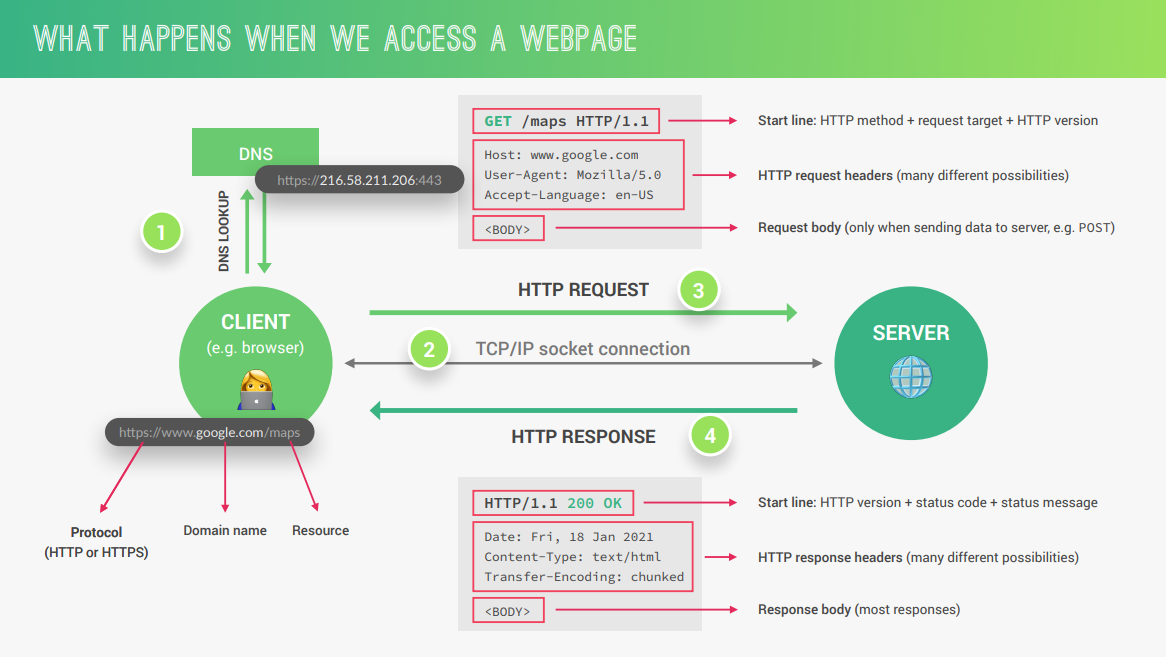 WHAT HAPPENS WHEN WE ACCESS A WEBPAGE
DNS
https://216.58.211.206:443
DNS LOOKUP
1
CLIENT
(e.g. browser)
https://www.google.com/maps
Protocol
(HTTP or HTTPS)
Domain name
Resource
GET /maps HTTP/1.1
Start line: HTTP method + request target + HTTP version
Host: www.google.com
User-Agent: Mozilla/5.0
Accept-Language: en-US
HTTP request headers (many different possibilities)
<BODY>
Request body (only when sending data to server, e.g. POST)
HTTP REQUEST
3
2
TCP/IP socket connection
SERVER
HTTP RESPONSE
4
HTTP/1.1 200 OK
Start line: HTTP version + status code + status message
Date: Fri, 18 Jan 2021
Content-Type: text/html
Transfer-Encoding: chunked
HTTP response headers (many different possibilities)
<BODY>
Response body (most responses)